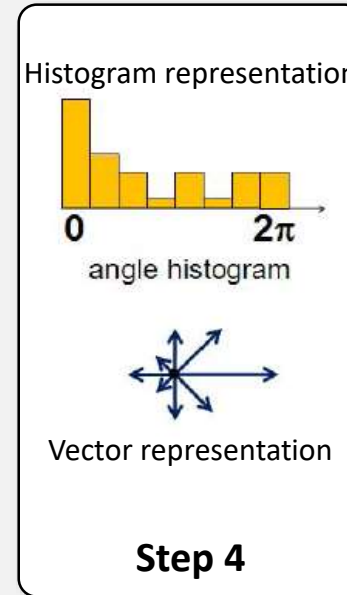 Histogram representation
0 2π
angle histogram
Vector representation
Step 4